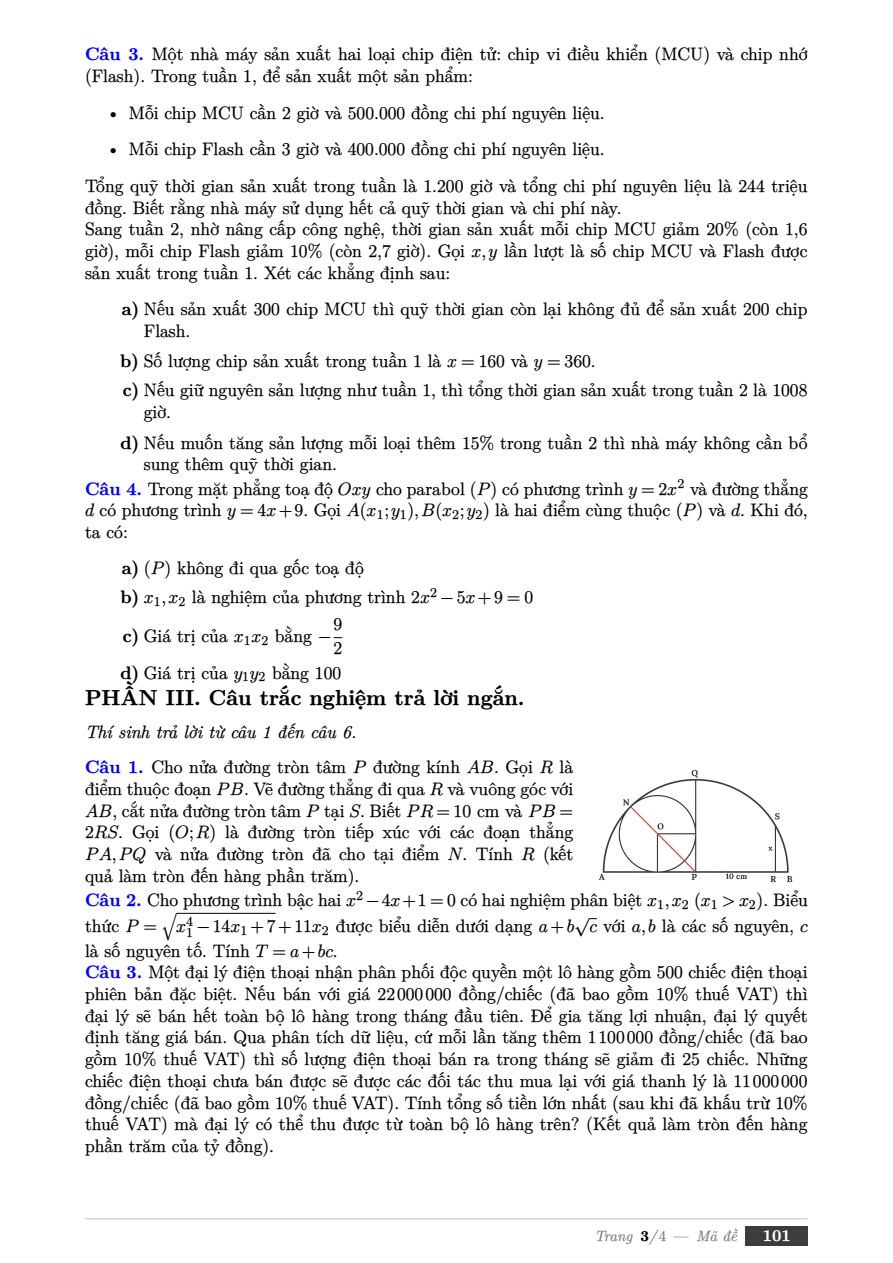 Câu 3. Một nhà máy sản xuất hai loại chip điện tử: chip vi điều khiển (MCU) và chip nhớ
(Flash). Trong tuần 1, để sản xuất một sản phẩm:
• Mỗi chip MCU cần 2 giờ và 500.000 đồng chi phí nguyên liệu.
• Mỗi chip Flash cần 3 giờ và 400.000 đồng chi phí nguyên liệu.
Tổng quỹ thời gian sản xuất trong tuần là 1.200 giờ và tổng chi phí nguyên liệu là 244 triệu
đồng. Biết rằng nhà máy sử dụng hết cả quỹ thời gian và chi phí này.
Sang tuần 2, nhờ nâng cấp công nghệ, thời gian sản xuất mỗi chip MCU giảm 20% (còn 1,6
giờ), mỗi chip Flash giảm 10% (còn 2,7 giờ). Gọi x, y lần lượt là số chip MCU và Flash được
sản xuất trong tuần 1. Xét các khẳng định sau:
a) Nếu sản xuất 300 chip MCU thì quỹ thời gian còn lại không đủ để sản xuất 200 chip
Flash.
b) Số lượng chip sản xuất trong tuần 1 là x = 160 và y = 360.
c) Nếu giữ nguyên sản lượng như tuần 1, thì tổng thời gian sản xuất trong tuần 2 là 1008
giờ.
d) Nếu muốn tăng sản lượng mỗi loại thêm 15% trong tuần 2 thì nhà máy không cần bổ
sung thêm quỹ thời gian.
Câu 4. Trong mặt phẳng toạ độ Oxy cho parabol (P) có phương trình y = 2x² và đường thẳng
d có phương trình y = 4x + 9. Gọi A(x₁; y₁), B(x₂; y₂) là hai điểm cùng thuộc (P) và d. Khi đó,
ta có:
a) (P) không đi qua gốc toạ độ
b) x₁, x₂ là nghiệm của phương trình 2x² − 5x + 9 = 0
c) Giá trị của x₁x₂ bằng −9/2
d) Giá trị của y₁y₂ bằng 100
PHẦN III. Câu trắc nghiệm trả lời ngắn.
Thí sinh trả lời từ câu 1 đến câu 6.
Câu 1. Cho nửa đường tròn tâm P đường kính AB. Gọi R là
điểm thuộc đoạn PB. Vẽ đường thẳng đi qua R và vuông góc với
AB, cắt nửa đường tròn tâm P tại S. Biết PR = 10 cm và PB =
2RS. Gọi (O; R) là đường tròn tiếp xúc với các đoạn thẳng
PA, PQ và nửa đường tròn đã cho tại điểm N. Tính R (kết
quả làm tròn đến hàng phần trăm).
Q
N
S
O
x
A
P
10 cm
R
B
Câu 2. Cho phương trình bậc hai x² − 4x + 1 = 0 có hai nghiệm phân biệt x₁, x₂ (x₁ > x₂). Biểu
thức P = √(x₁⁴ − 14x₁ + 7) + 11x₂ được biểu diễn dưới dạng a + b√c với a, b là các số nguyên, c
là số nguyên tố. Tính T = a + bc.
Câu 3. Một đại lý điện thoại nhận phân phối độc quyền một lô hàng gồm 500 chiếc điện thoại
phiên bản đặc biệt. Nếu bán với giá 22 000 000 đồng/chiếc (đã bao gồm 10% thuế VAT) thì
đại lý sẽ bán hết toàn bộ lô hàng trong tháng đầu tiên. Để gia tăng lợi nhuận, đại lý quyết
định tăng giá bán. Qua phân tích dữ liệu, cứ mỗi lần tăng thêm 1 100 000 đồng/chiếc (đã bao
gồm 10% thuế VAT) thì số lượng điện thoại bán ra trong tháng sẽ giảm đi 25 chiếc. Những
chiếc điện thoại chưa bán được sẽ được các đối tác thu mua lại với giá thanh lý là 11 000 000
đồng/chiếc (đã bao gồm 10% thuế VAT). Tính tổng số tiền lớn nhất (sau khi đã khấu trừ 10%
thuế VAT) mà đại lý có thể thu được từ toàn bộ lô hàng trên? (Kết quả làm tròn đến hàng
phần trăm của tỷ đồng).
Trang 3/4 — Mã đề 101